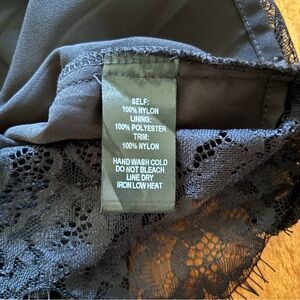 SELF:
100% NYLON
LINING:
100% POLYESTER
TRIM:
100% NYLON
HAND WASH COLD
DO NOT BLEACH
LINE DRY
IRON LOW HEAT